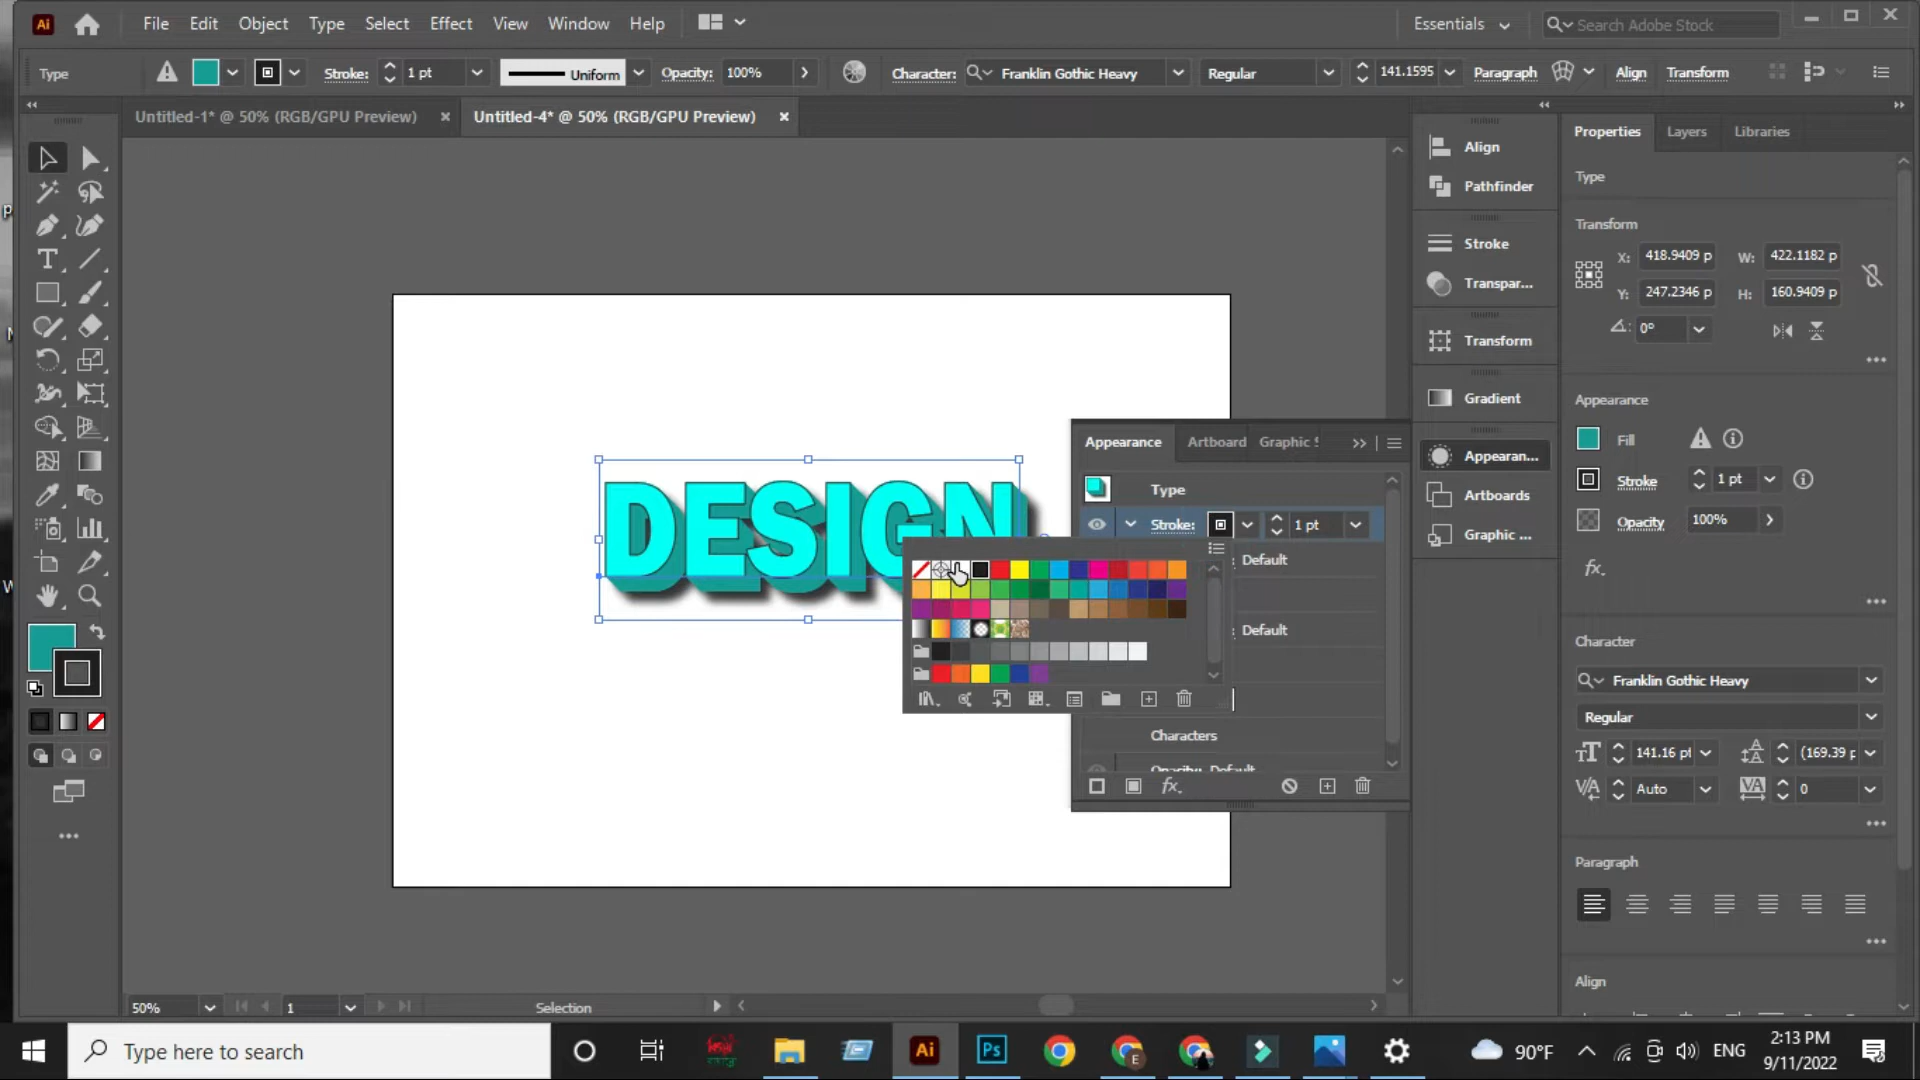 Ai File Edit Object Type Select Effect View Window Help Essentials Search Adobe Stock
Type Stroke: 1 pt Uniform Opacity: 100% Character: Franklin Gothic Heavy Regular 141.1595 Paragraph Align Transform
Untitled-1* @ 50% (RGB/GPU Preview) × Untitled-4* @ 50% (RGB/GPU Preview) ×
Properties Layers Libraries
Align
Pathfinder
Stroke
Transpar...
Transform
Gradient
Appearan...
Artboards
Graphic ...
Type
Transform
X: 418.9409 p W: 422.1182 p
Y: 247.2346 p H: 160.9409 p
0°
Appearance
Fill
Stroke 1 pt
Opacity 100%
fx.
Character
Franklin Gothic Heavy
Regular
141.16 pt (169.39 p
Auto 0
Paragraph
Align
DESIGN
Appearance Artboard Graphic S
Type
Stroke: 1 pt
: Default
: Default
Characters
Opacity: Default
fx.
50% 1 Selection
Type here to search
Ai Ps E 90°F ENG 2:13 PM
9/11/2022